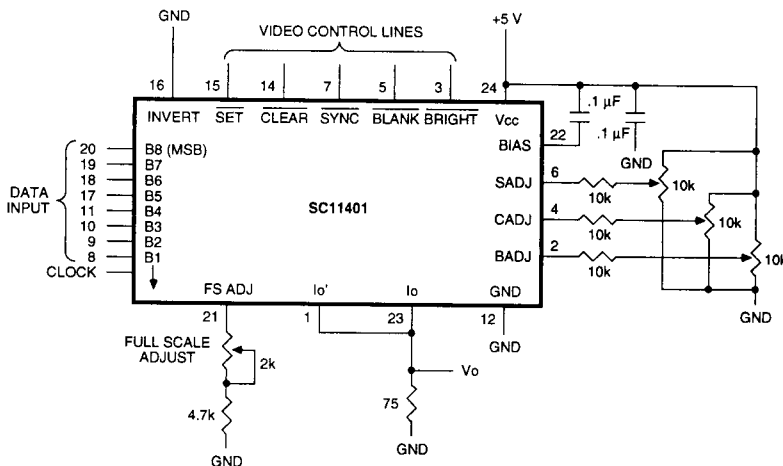 GND
VIDEO CONTROL LINES
+5 V
16 15 14 7 5 3 24
INVERT SET CLEAR SYNC BLANK BRIGHT Vcc
.1 µF
.1 µF
22
BIAS
GND
20 B8 (MSB)
19 B7
18 B6
17 B5
11 B4
10 B3
9 B2
8 B1
DATA INPUT
CLOCK
SC11401
SADJ 6 10k 10k
CADJ 4 10k 10k
BADJ 2 10k 10k
FS ADJ Io' Io GND
21 1 23 12
GND
GND
FULL SCALE
ADJUST
2k
Vo
75
4.7k
GND
GND